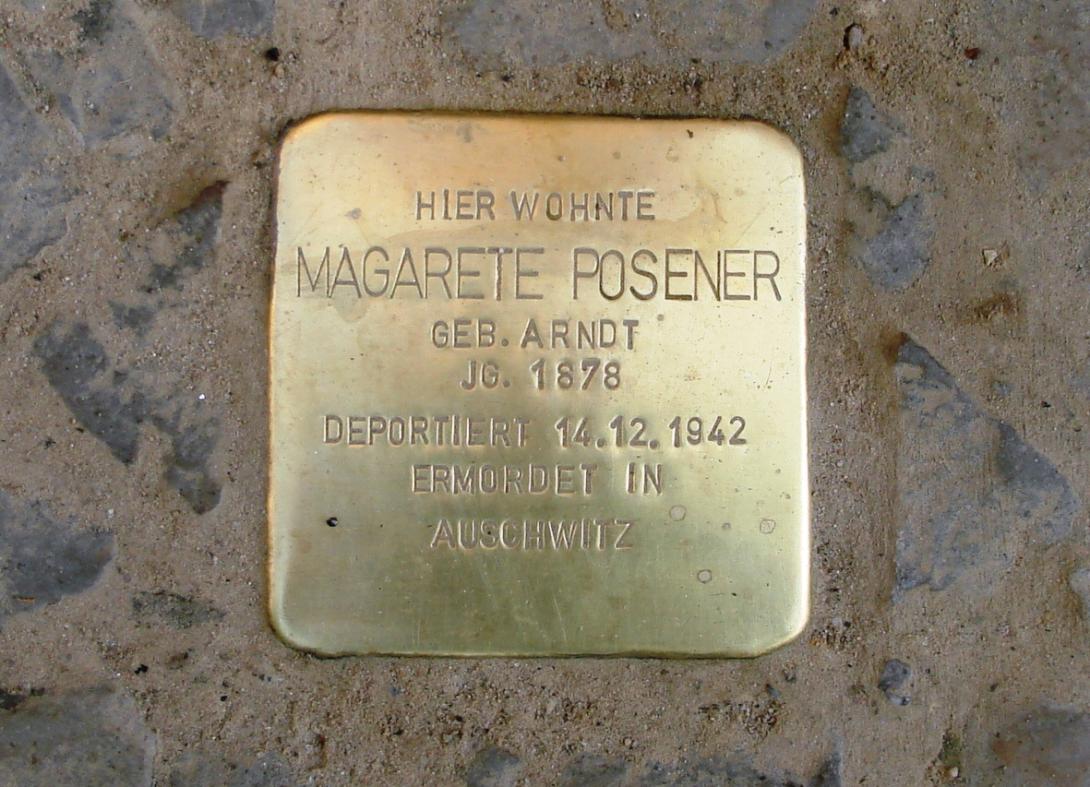 HIER WOHNTE
MAGARETE POSENER
GEB. ARNDT
JG. 1878
DEPORTIERT 14.12.1942
ERMORDET IN
AUSCHWITZ